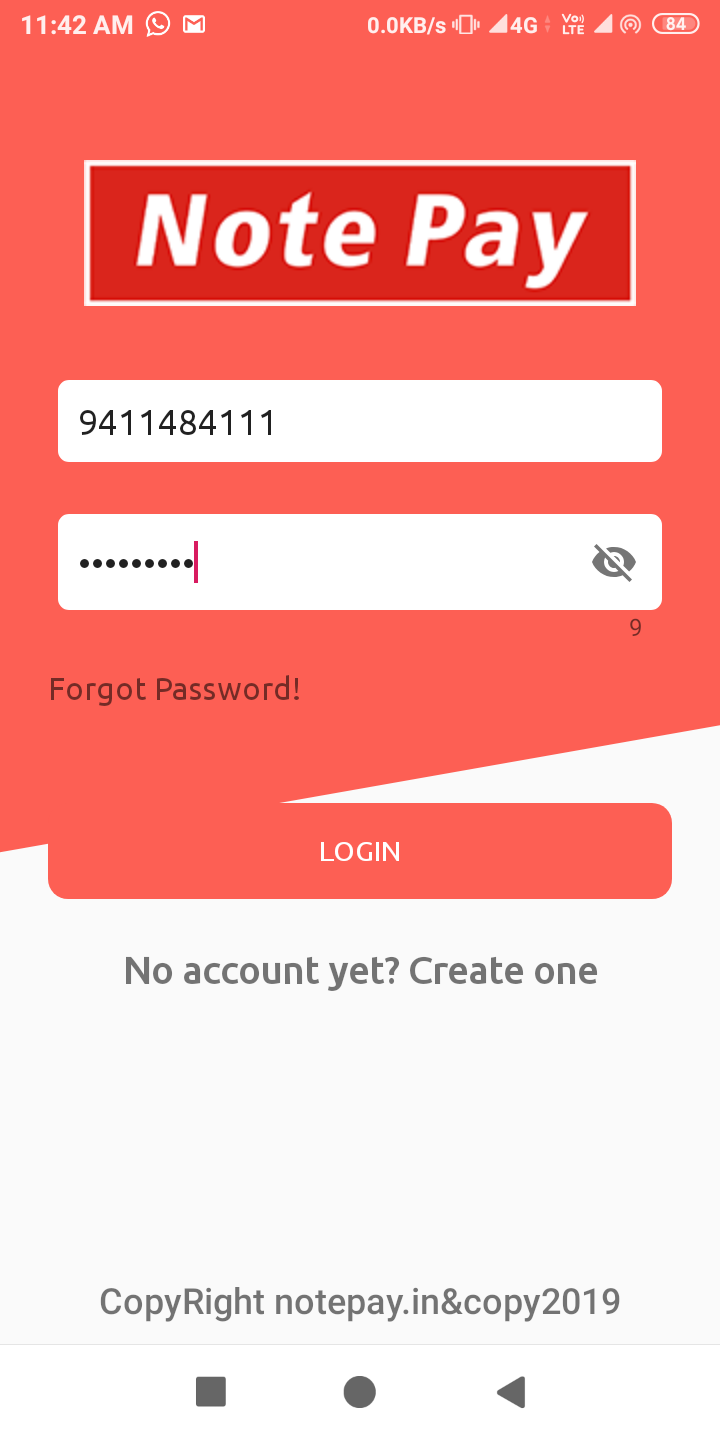 11:42 AM 0.0KB/s 4G Vo) LTE 84
Note Pay
9411484111
•••••••••
9
Forgot Password!
LOGIN
No account yet? Create one
CopyRight notepay.in&copy2019